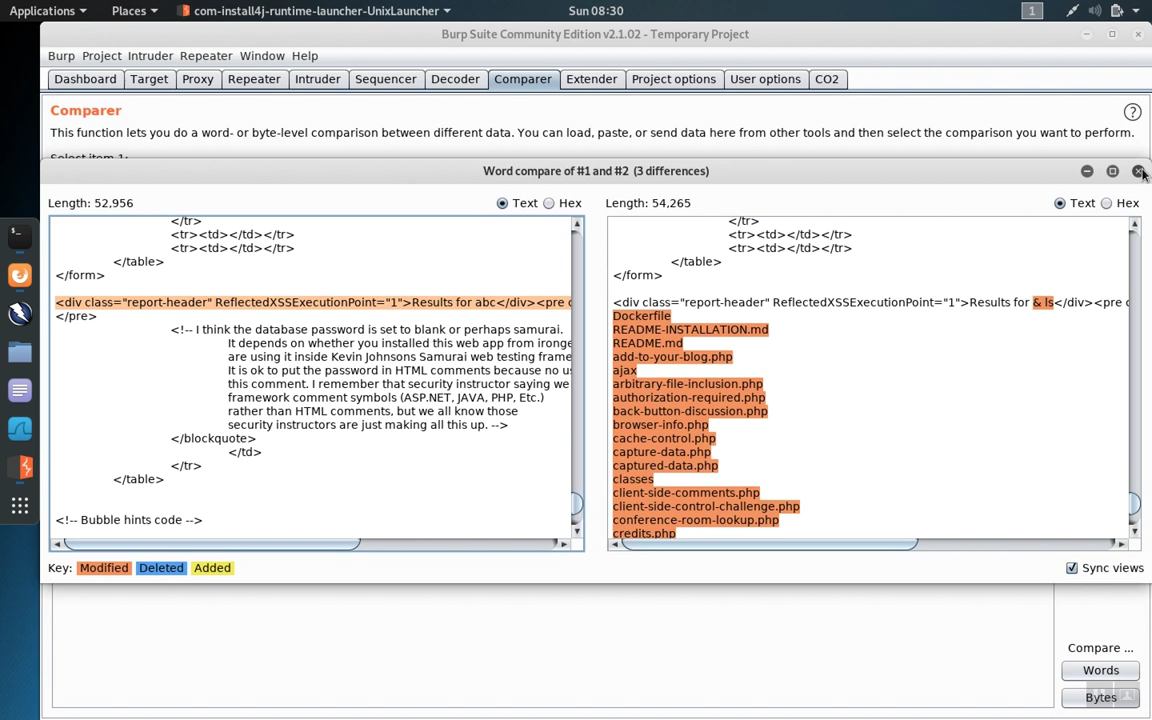 Applications Places com-install4j-runtime-launcher-UnixLauncher Sun 08:30 1
Burp Suite Community Edition v2.1.02 - Temporary Project
Burp Project Intruder Repeater Window Help
Dashboard Target Proxy Repeater Intruder Sequencer Decoder Comparer Extender Project options User options CO2
Comparer
?
This function lets you do a word- or byte-level comparison between different data. You can load, paste, or send data here from other tools and then select the comparison you want to perform.
Select item 1:
Word compare of #1 and #2 (3 differences)
Length: 52,956 Text Hex
</tr>
<tr><td></td></tr>
<tr><td></td></tr>
</table>
</form>
<div class="report-header" ReflectedXSSExecutionPoint="1">Results for abc</div><pre
</pre>
<!-- I think the database password is set to blank or perhaps samurai.
It depends on whether you installed this web app from ironge
are using it inside Kevin Johnsons Samurai web testing frame
It is ok to put the password in HTML comments because no us
this comment. I remember that security instructor saying we
framework comment symbols (ASP.NET, JAVA, PHP, Etc.)
rather than HTML comments, but we all know those
security instructors are just making all this up. -->
</blockquote>
</td>
</tr>
</table>
<!-- Bubble hints code -->
Length: 54,265 Text Hex
</tr>
<tr><td></td></tr>
<tr><td></td></tr>
</table>
</form>
<div class="report-header" ReflectedXSSExecutionPoint="1">Results for & ls</div><pre
Dockerfile
README-INSTALLATION.md
README.md
add-to-your-blog.php
ajax
arbitrary-file-inclusion.php
authorization-required.php
back-button-discussion.php
browser-info.php
cache-control.php
capture-data.php
captured-data.php
classes
client-side-comments.php
client-side-control-challenge.php
conference-room-lookup.php
credits.php
Key: Modified Deleted Added Sync views
Compare ...
Words
Bytes